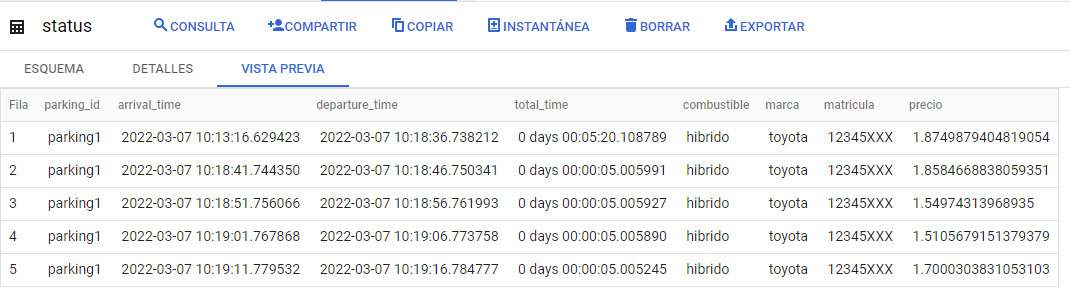 status CONSULTA COMPARTIR COPIAR INSTANTÁNEA BORRAR EXPORTAR
ESQUEMA DETALLES VISTA PREVIA
Fila parking_id arrival_time departure_time total_time combustible marca matricula precio
1 parking1 2022-03-07 10:13:16.629423 2022-03-07 10:18:36.738212 0 days 00:05:20.108789 hibrido toyota 12345XXX 1.8749879404819054
2 parking1 2022-03-07 10:18:41.744350 2022-03-07 10:18:46.750341 0 days 00:00:05.005991 hibrido toyota 12345XXX 1.8584668838059351
3 parking1 2022-03-07 10:18:51.756066 2022-03-07 10:18:56.761993 0 days 00:00:05.005927 hibrido toyota 12345XXX 1.54974313968935
4 parking1 2022-03-07 10:19:01.767868 2022-03-07 10:19:06.773758 0 days 00:00:05.005890 hibrido toyota 12345XXX 1.5105679151379379
5 parking1 2022-03-07 10:19:11.779532 2022-03-07 10:19:16.784777 0 days 00:00:05.005245 hibrido toyota 12345XXX 1.7000303831053103